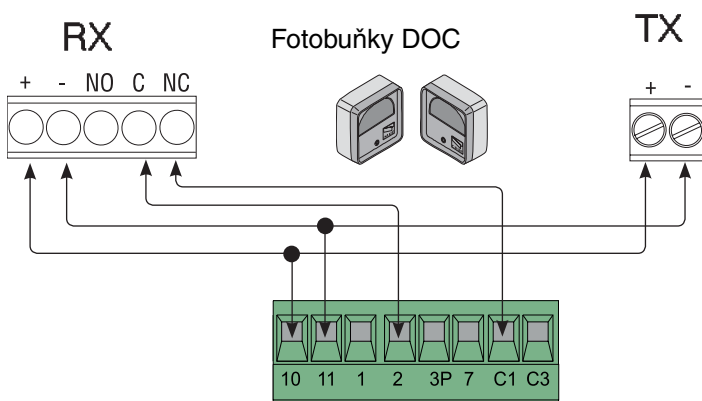 RX
Fotobuňky DOC
TX
+ - NO C NC
+ -
10 11 1 2 3P 7 C1 C3